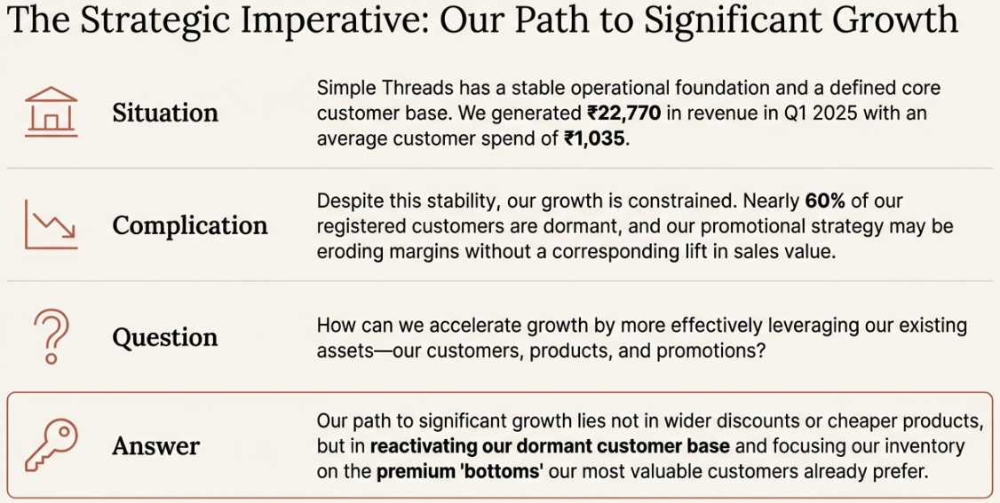 The Strategic Imperative: Our Path to Significant Growth
Situation
Simple Threads has a stable operational foundation and a defined core
customer base. We generated ₹22,770 in revenue in Q1 2025 with an
average customer spend of ₹1,035.
Complication
Despite this stability, our growth is constrained. Nearly 60% of our
registered customers are dormant, and our promotional strategy may be
eroding margins without a corresponding lift in sales value.
Question
How can we accelerate growth by more effectively leveraging our existing
assets—our customers, products, and promotions?
Answer
Our path to significant growth lies not in wider discounts or cheaper products,
but in reactivating our dormant customer base and focusing our inventory
on the premium 'bottoms' our most valuable customers already prefer.